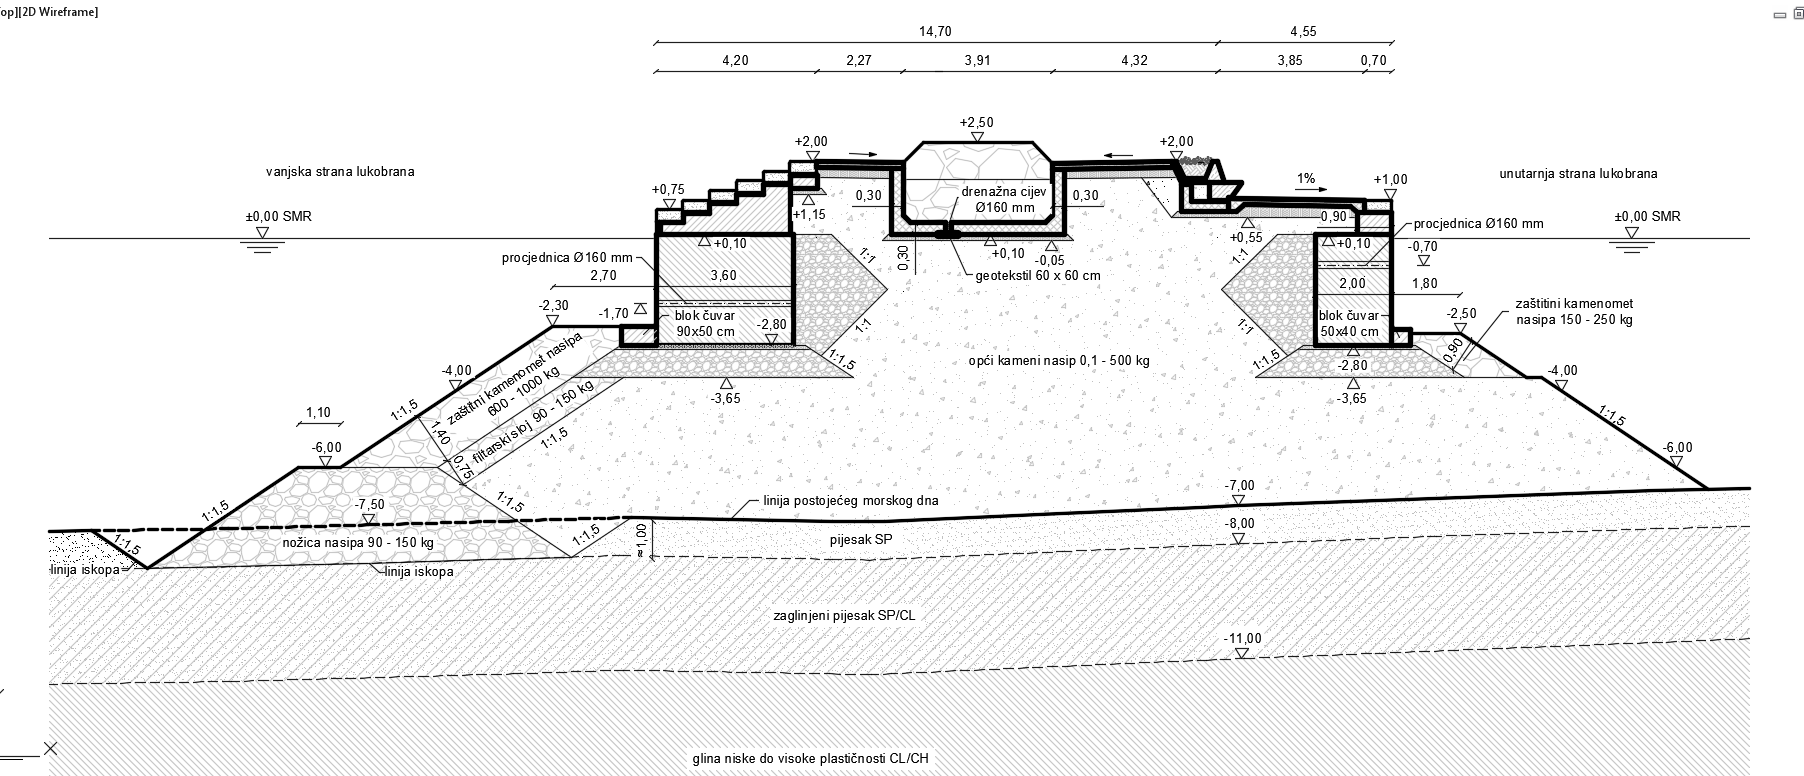 op][2D Wireframe]
14,70
4,55
4,20
2,27
3,91
4,32
3,85
0,70
+2,50
+2,00
+2,00
vanjska strana lukobrana
unutarnja strana lukobrana
1%
+0,75
0,30
drenažna cijev
Ø160 mm
0,30
+1,00
±0,00 SMR
+1,15
0,90
±0,00 SMR
procjednica Ø160 mm
+0,10
+0,55
+0,10
-0,70
procjednica Ø160 mm
1:1
0,30
+0,10
-0,05
1:1
2,70
3,60
geotekstil 60 x 60 cm
2,00
1,80
-2,30
-1,70
blok čuvar
90x50 cm
-2,80
1:1
1:1
blok čuvar
50x40 cm
-2,50
zaštitini kamenomet
nasipa 150 - 250 kg
1:1,5
opći kameni nasip 0,1 - 500 kg
1:1,5
-2,80
0,90
-4,00
zaštitni kamenomet nasipa
600 - 1000 kg
-3,65
-3,65
-4,00
1:1,5
1,10
1,40
filtarski sloj 90 - 150 kg
1:1,5
1:1,5
-6,00
0,75
-6,00
1:1,5
-7,50
1:1,5
linija postojećeg morskog dna
-7,00
1:1,5
nožica nasipa 90 - 150 kg
1:1,5
≈1,00
pijesak SP
-8,00
linija iskopa
linija iskopa
zaglinjeni pijesak SP/CL
-11,00
glina niske do visoke plastičnosti CL/CH